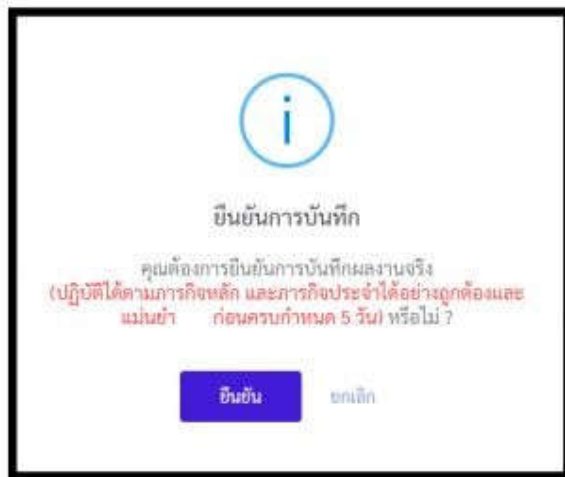 i
ยืนยันการบันทึก
คุณต้องการยืนยันการบันทึกผลงานจริง
(ปฏิบัติได้ตามภารกิจหลัก และภารกิจประจำได้อย่างถูกต้องและ
แม่นยำ ก่อนครบกำหนด 5 วัน) หรือไม่ ?
ยืนยัน ยกเลิก